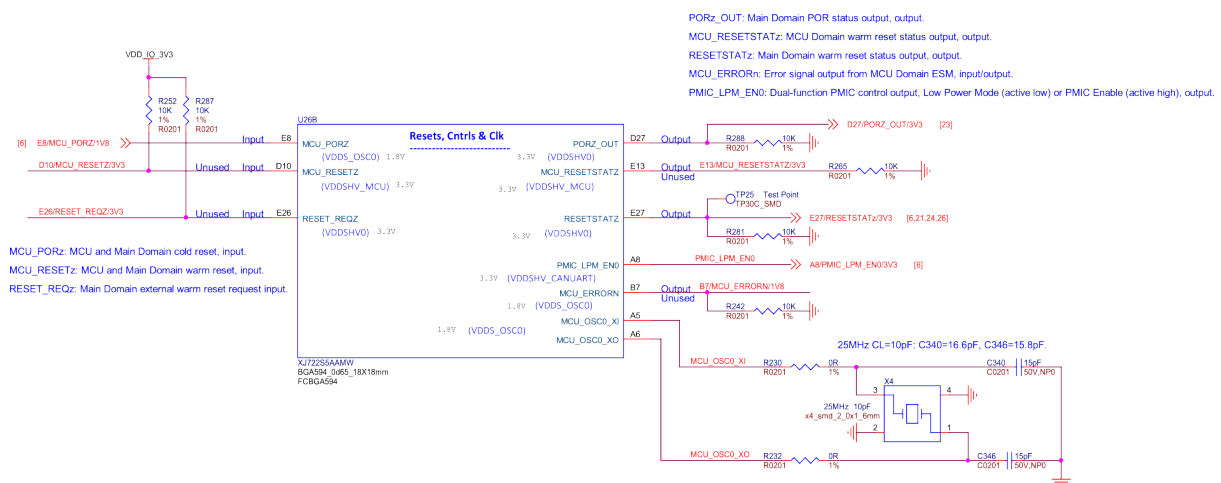 PORz_OUT: Main Domain POR status output, output.
MCU_RESETSTATz: MCU Domain warm reset status output, output.
RESETSTATz: Main Domain warm reset status output, output.
MCU_ERRORn: Error signal output from MCU Domain ESM, input/output.
PMIC_LPM_EN0: Dual-function PMIC control output, Low Power Mode (active low) or PMIC Enable (active high), output.
VDD_IO_3V3
R252
10K
1%
R0201
R287
10K
1%
R0201
U26B
Resets, Cntrls & Clk
[6] E8/MCU_PORZ/1V8 Input E8 MCU_PORZ
(VDDS_OSC0) 1.8V
D10/MCU_RESETZ/3V3 Unused Input D10 MCU_RESETZ
(VDDSHV_MCU) 3.3V
E26/RESET_REQZ/3V3 Unused Input E26 RESET_REQZ
(VDDSHV0) 3.3V
PORZ_OUT D27 Output R288 10K
R0201 1%
D27/PORZ_OUT/3V3 [23]
3.3V (VDDSHV0)
MCU_RESETSTATZ E13 Output E13/MCU_RESETSTATZ/3V3 R265 10K
Unused R0201 1%
3.3V (VDDSHV_MCU)
TP25 Test Point
TP30C_SMD
RESETSTATZ E27 Output E27/RESETSTATz/3V3 [6,21,24,26]
3.3V (VDDSHV0)
R281 10K
R0201 1%
PMIC_LPM_EN0 A8 PMIC_LPM_EN0 A8/PMIC_LPM_EN0/3V3 [6]
3.3V (VDDSHV_CANUART)
MCU_ERRORN B7 Output B7/MCU_ERRORN/1V8
Unused
1.8V (VDDS_OSC0)
R242 10K
R0201 1%
MCU_OSC0_XI A5
1.8V (VDDS_OSC0)
MCU_OSC0_XO A6
MCU_PORz: MCU and Main Domain cold reset, input.
MCU_RESETz: MCU and Main Domain warm reset, input.
RESET_REQz: Main Domain external warm reset request input.
XJ722S5AAMW
BGA594_0d65_18X18mm
FCBGA594
25MHz CL=10pF: C340=16.6pF, C346=15.8pF.
MCU_OSC0_XI R230 0R
R0201 1%
C340 15pF
C0201 50V,NP0
X4
3
4
25MHz 10pF
x4_smd_2_0x1_6mm
2
1
MCU_OSC0_XO R232 0R
R0201 1%
C346 15pF
C0201 50V,NP0